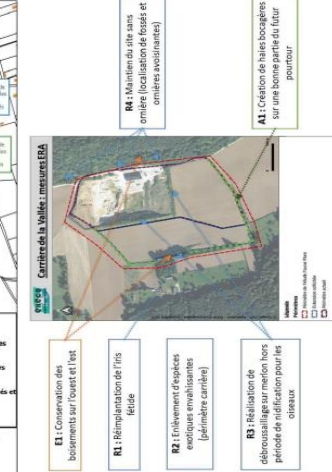 Carrière de la Vallée : mesures ERA
E1 : Conservation des
boisements sur l'ouest et l'est
R1 : Réimplantation de l'iris
fétide
R2 : Enlèvement d'espèces
exotiques envahissantes
(périmètre carrière)
R3 : Réalisation de
débroussaillage sur merlon hors
période de nidification pour les
oiseaux
R4 : Maintien du site sans
ornière (localisation de fossés et
ornières avoisinantes)
A1 : Création de haies bocagères
sur une bonne partie du futur
pourtour